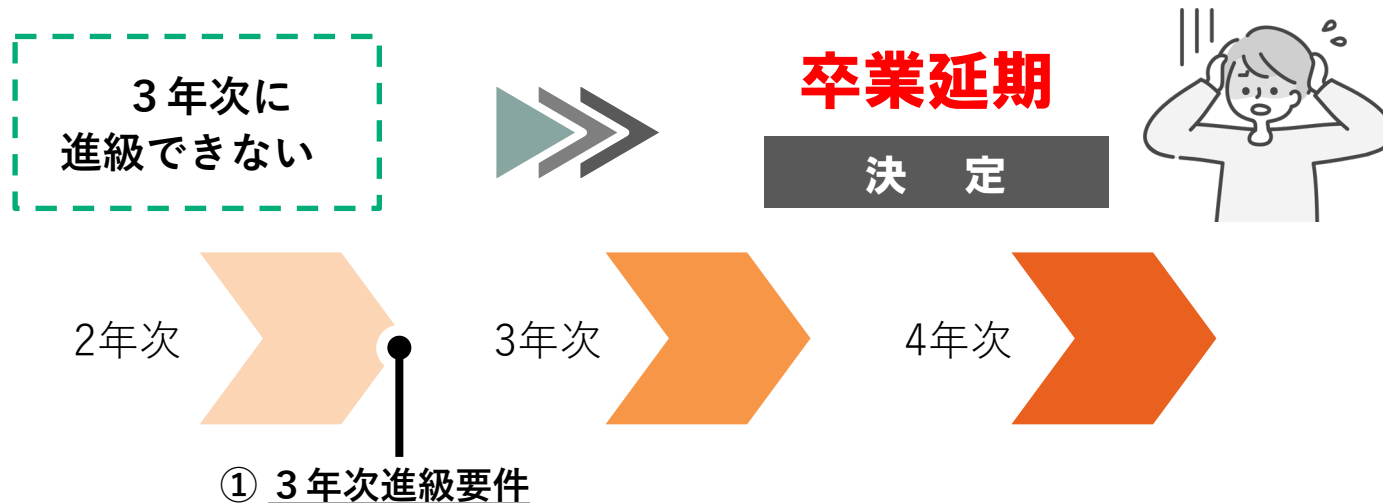 ３年次に
進級できない
卒業延期
決　定
2年次
3年次
4年次
① ３年次進級要件